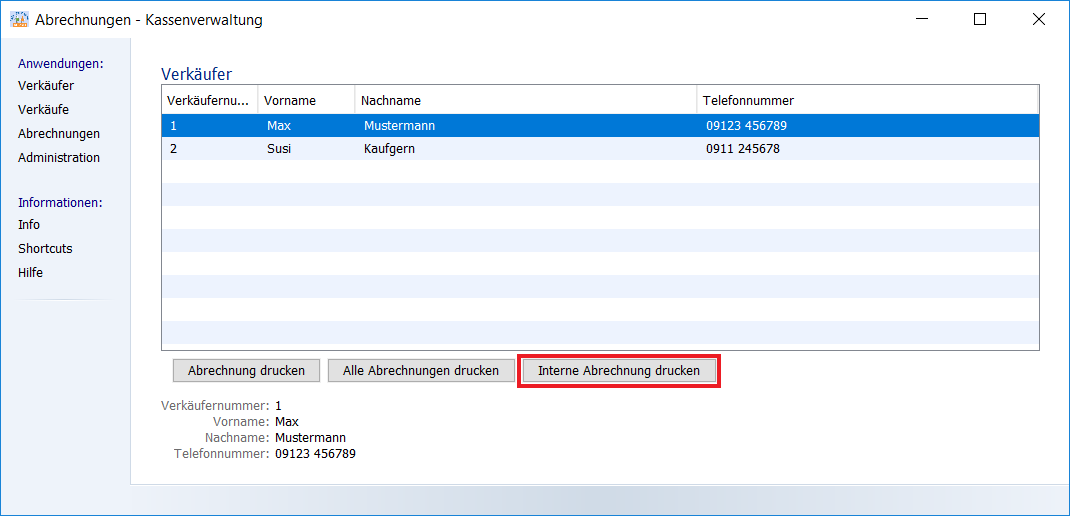 Abrechnungen - Kassenverwaltung
Anwendungen:
Verkäufer
Verkäufe
Abrechnungen
Administration
Informationen:
Info
Shortcuts
Hilfe
Verkäufer
Verkäufernu... Vorname Nachname Telefonnummer
1 Max Mustermann 09123 456789
2 Susi Kaufgern 0911 245678
Abrechnung drucken Alle Abrechnungen drucken Interne Abrechnung drucken
Verkäufernummer: 1
Vorname: Max
Nachname: Mustermann
Telefonnummer: 09123 456789